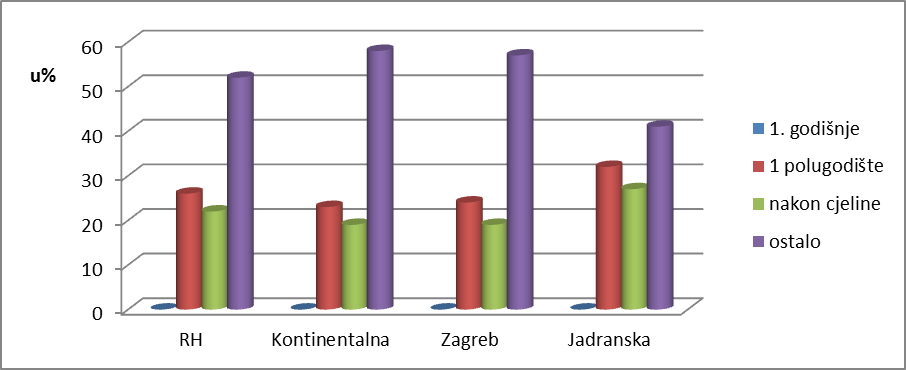 u%
60
50
40
30
20
10
0
RH Kontinentalna Zagreb Jadranska
1. godišnje
1 polugodište
nakon cjeline
ostalo